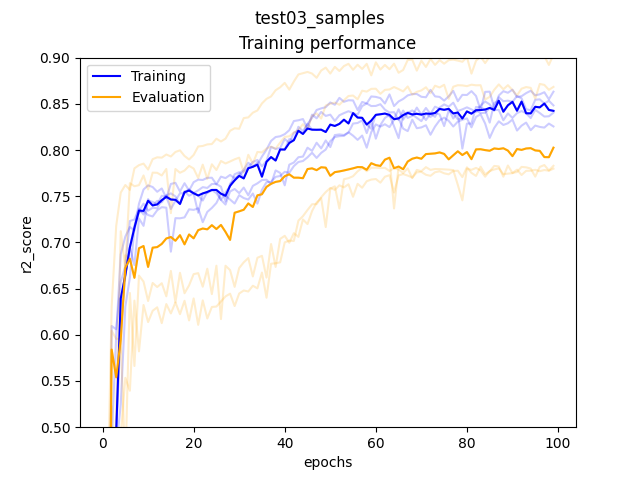 test03_samples
Training performance
Training
Evaluation
r2_score
0.90
0.85
0.80
0.75
0.70
0.65
0.60
0.55
0.50
0 20 40 60 80 100
epochs